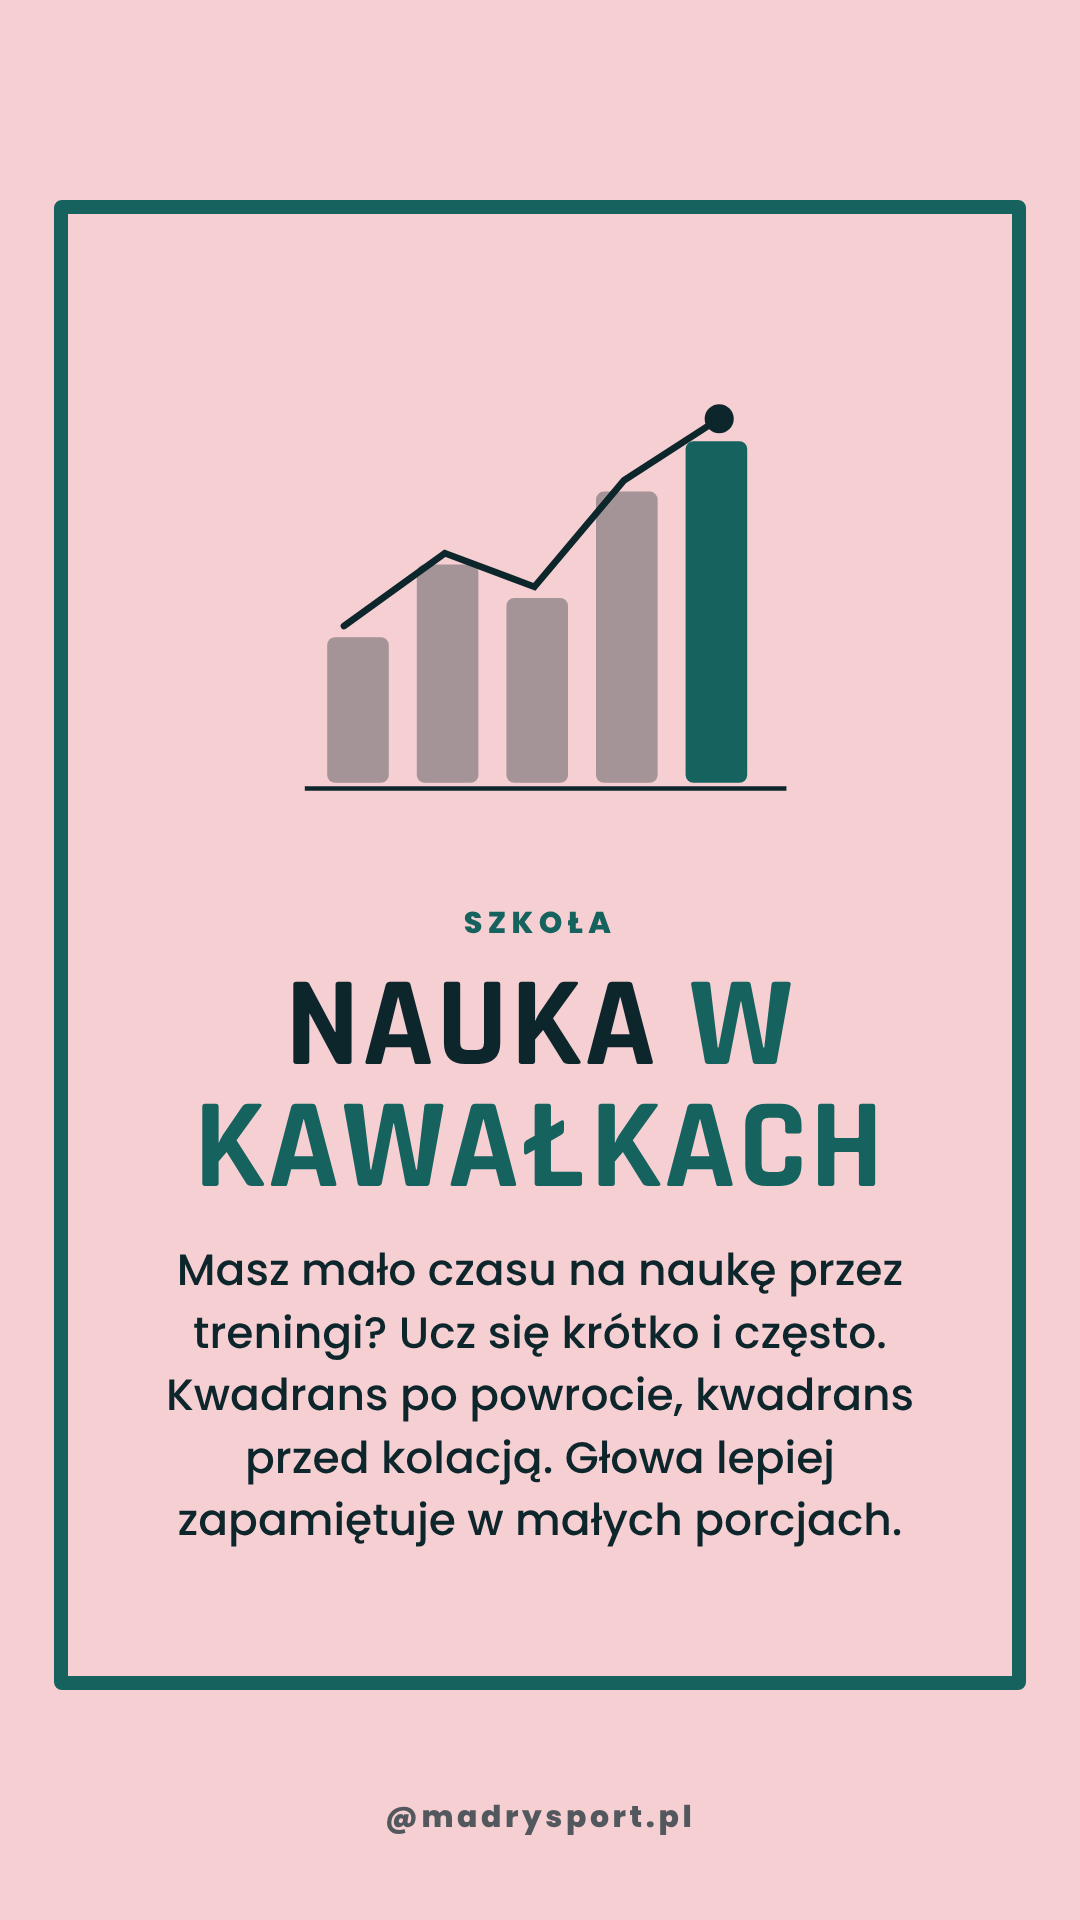 SZKOŁA
NAUKA W
KAWAŁKACH
Masz mało czasu na naukę przez
treningi? Ucz się krótko i często.
Kwadrans po powrocie, kwadrans
przed kolacją. Głowa lepiej
zapamiętuje w małych porcjach.
@madrysport.pl